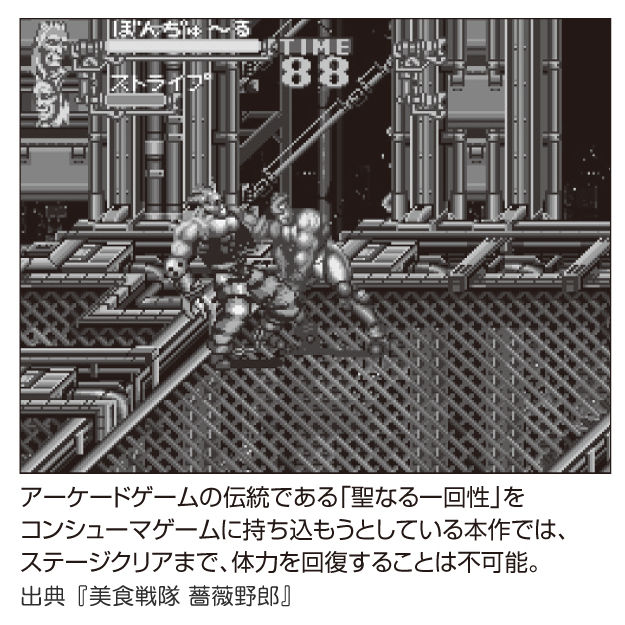 ぼんぢゅ～る
TIME
88
ストライプ
アーケードゲームの伝統である「聖なる一回性」を
コンシューマゲームに持ち込もうとしている本作では、
ステージクリアまで、体力を回復することは不可能。
出典『美食戦隊 薔薇野郎』